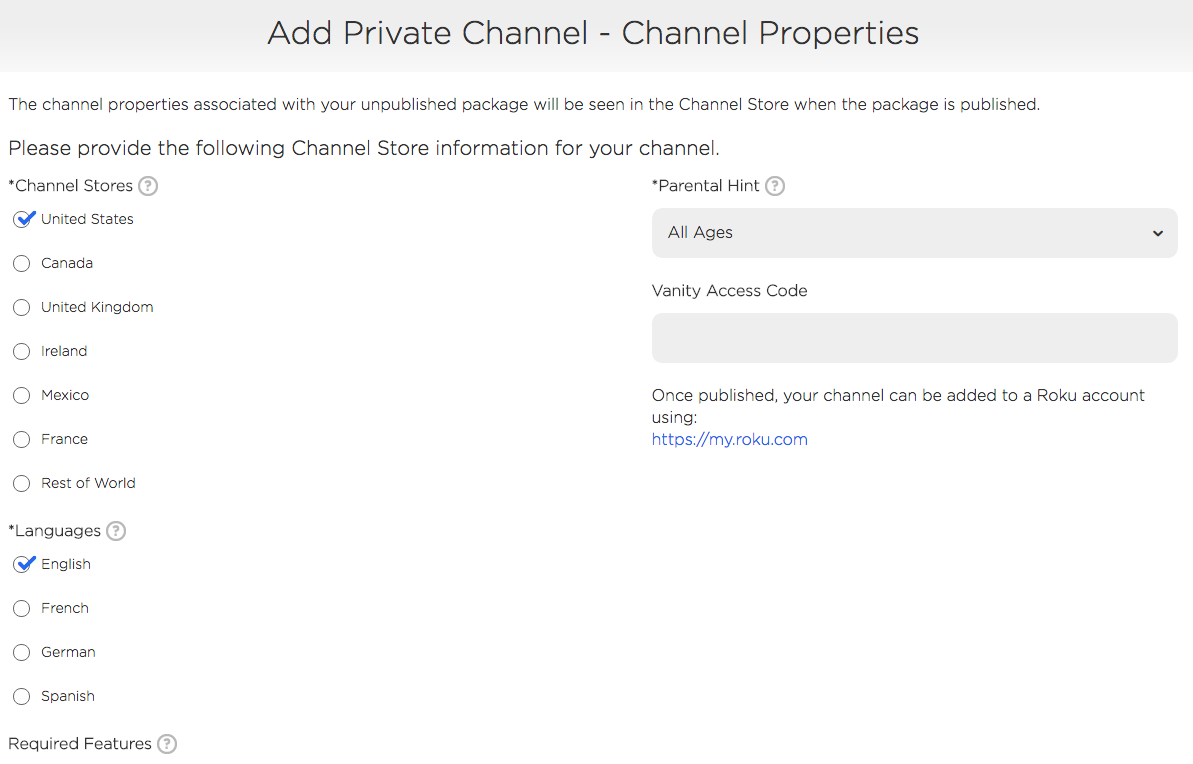 Add Private Channel - Channel Properties
The channel properties associated with your unpublished package will be seen in the Channel Store when the package is published.
Please provide the following Channel Store information for your channel.
*Channel Stores ?
United States
Canada
United Kingdom
Ireland
Mexico
France
Rest of World
*Languages ?
English
French
German
Spanish
Required Features ?
*Parental Hint ?
All Ages
Vanity Access Code
Once published, your channel can be added to a Roku account
using:
https://my.roku.com